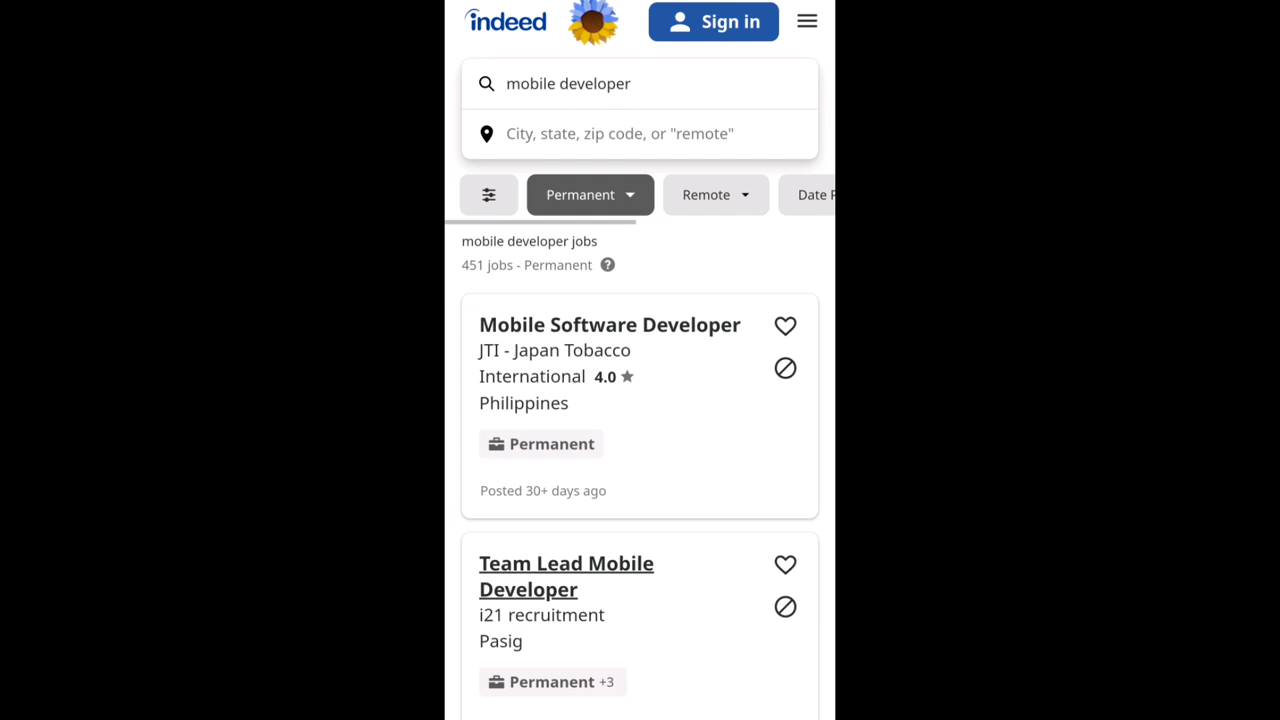 indeed
Sign in
mobile developer
City, state, zip code, or "remote"
Permanent
Remote
Date
mobile developer jobs
451 jobs - Permanent ?
Mobile Software Developer
JTI - Japan Tobacco
International 4.0
Philippines
Permanent
Posted 30+ days ago
Team Lead Mobile
Developer
i21 recruitment
Pasig
Permanent +3